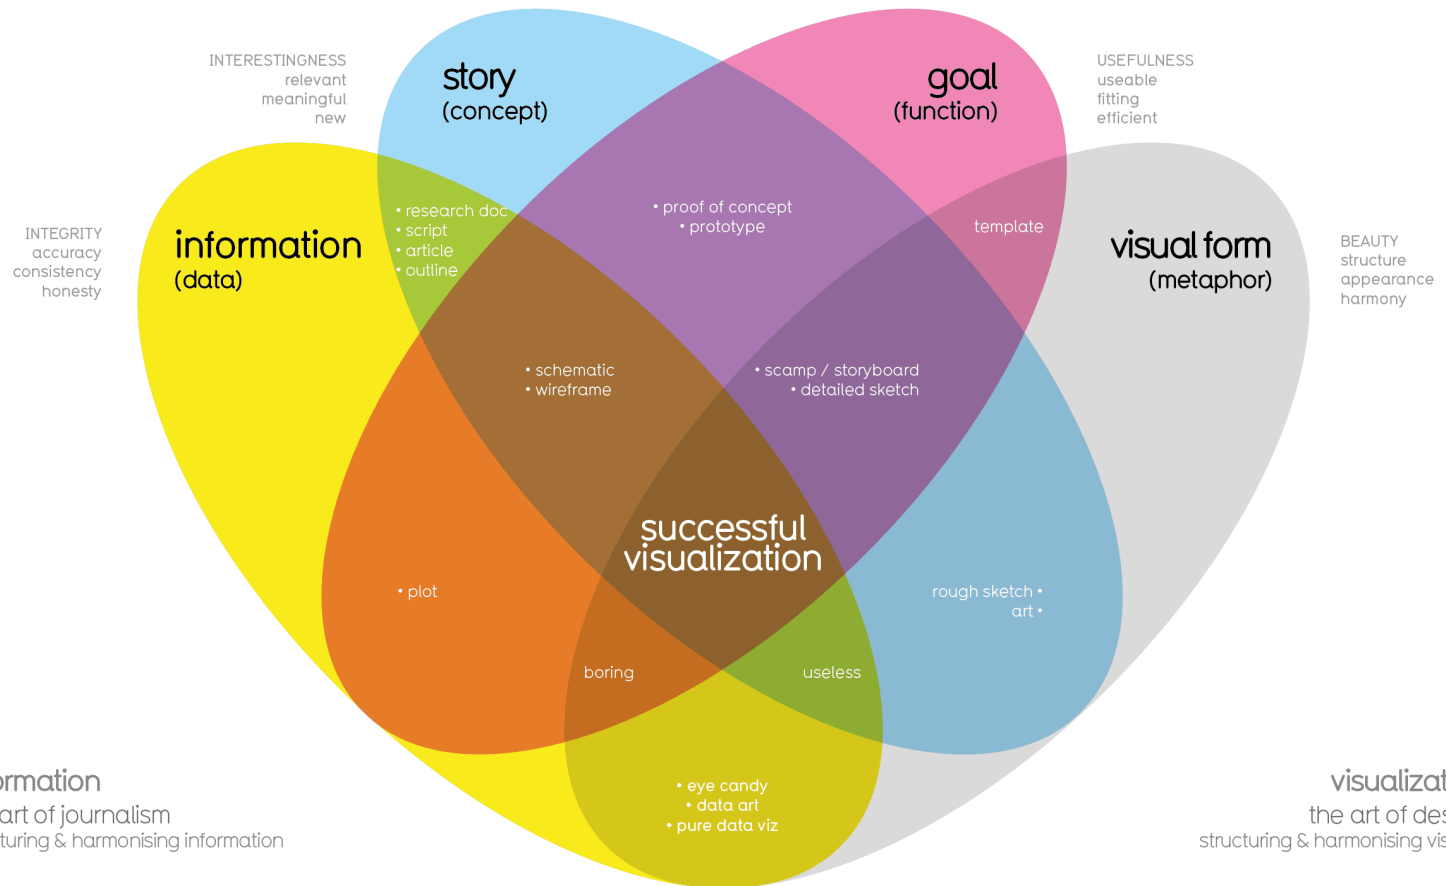 INTERESTINGNESS
relevant
meaningful
new
story
(concept)
goal
(function)
USEFULNESS
useable
fitting
efficient
INTEGRITY
accuracy
consistency
honesty
information
(data)
• research doc
• script
• article
• outline
• proof of concept
• prototype
template
visual form
(metaphor)
BEAUTY
structure
appearance
harmony
• schematic
• wireframe
• scamp / storyboard
• detailed sketch
successful
visualization
• plot
rough sketch •
art •
boring
useless
• eye candy
• data art
• pure data viz
ormation
art of journalism
turing & harmonising information
visualizat
the art of des
structuring & harmonising vis